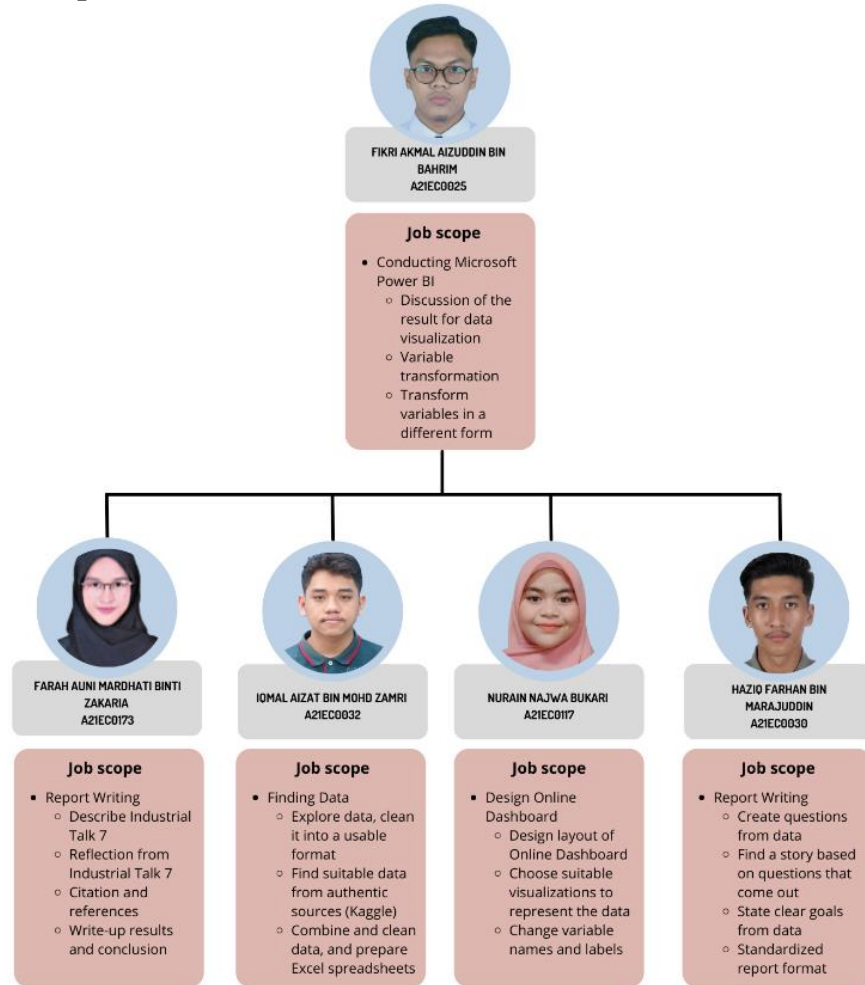 FIKRI AKMAL AIZUDDIN BIN
BAHRIM
A21EC0025
Job scope
• Conducting Microsoft
Power BI
○ Discussion of the
result for data
visualization
○ Variable
transformation
○ Transform
variables in a
different form
FARAH AUNI MARDHATI BINTI
ZAKARIA
A21EC0173
Job scope
• Report Writing
○ Describe Industrial
Talk 7
○ Reflection from
Industrial Talk 7
○ Citation and
references
○ Write-up results
and conclusion
IQMAL AIZAT BIN MOHD ZAMRI
A21EC0032
Job scope
• Finding Data
○ Explore data, clean
it into a usable
format
○ Find suitable data
from authentic
sources (Kaggle)
○ Combine and clean
data, and prepare
Excel spreadsheets
NURAIN NAJWA BUKARI
A21EC0117
Job scope
• Design Online
Dashboard
○ Design layout of
Online Dashboard
○ Choose suitable
visualizations to
represent the data
○ Change variable
names and labels
HAZIQ FARHAN BIN
MARAJUDDIN
A21EC0030
Job scope
• Report Writing
○ Create questions
from data
○ Find a story based
on questions that
come out
○ State clear goals
from data
○ Standardized
report format